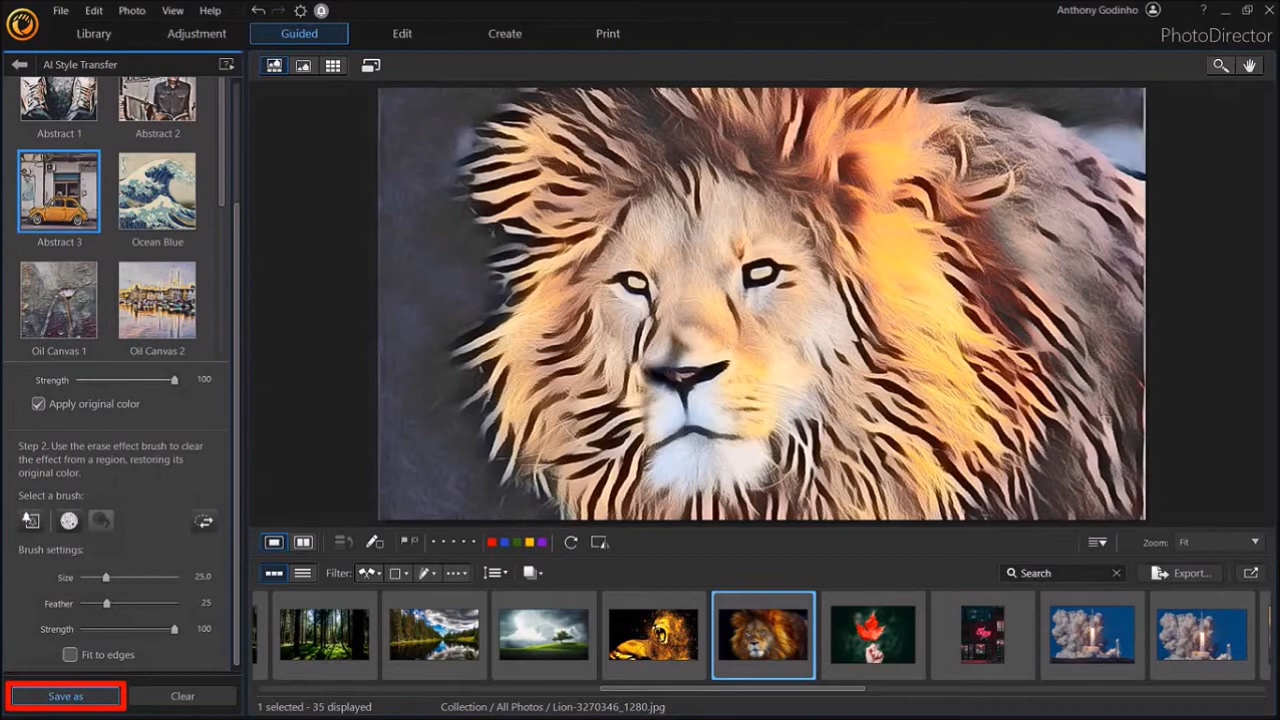 File Edit Photo View Help
Anthony Godinho ?
Library Adjustment Guided Edit Create Print
PhotoDirector
AI Style Transfer
Abstract 1 Abstract 2
Abstract 3 Ocean Blue
Oil Canvas 1 Oil Canvas 2
Strength 100
Apply original color
Step 2. Use the erase effect brush to clear
the effect from a region, restoring its
original color.
Select a brush:
Brush settings:
Size 25.0
Feather 25
Strength 100
Fit to edges
Save as Clear
Zoom: Fit
Filter: Search Export...
1 selected - 35 displayed Collection / All Photos / Lion-3270346_1280.jpg